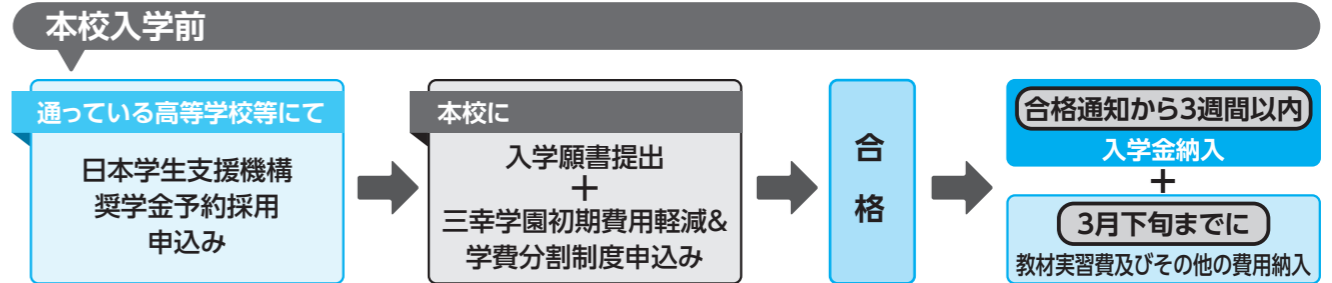 本校入学前
通っている高等学校等にて
日本学生支援機構
奨学金予約採用
申込み
本校に
入学願書提出
+
三幸学園初期費用軽減&
学費分割制度申込み
合
格
合格通知から3週間以内
入学金納入
+
3月下旬までに
教材実習費及びその他の費用納入